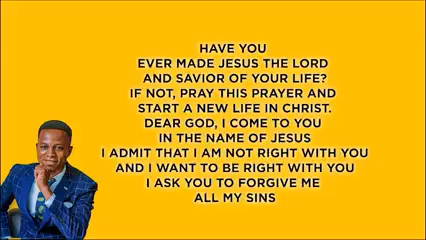 HAVE YOU
EVER MADE JESUS THE LORD
AND SAVIOR OF YOUR LIFE?
IF NOT, PRAY THIS PRAYER AND
START A NEW LIFE IN CHRIST.
DEAR GOD, I COME TO YOU
IN THE NAME OF JESUS
I ADMIT THAT I AM NOT RIGHT WITH YOU
AND I WANT TO BE RIGHT WITH YOU
I ASK YOU TO FORGIVE ME
ALL MY SINS